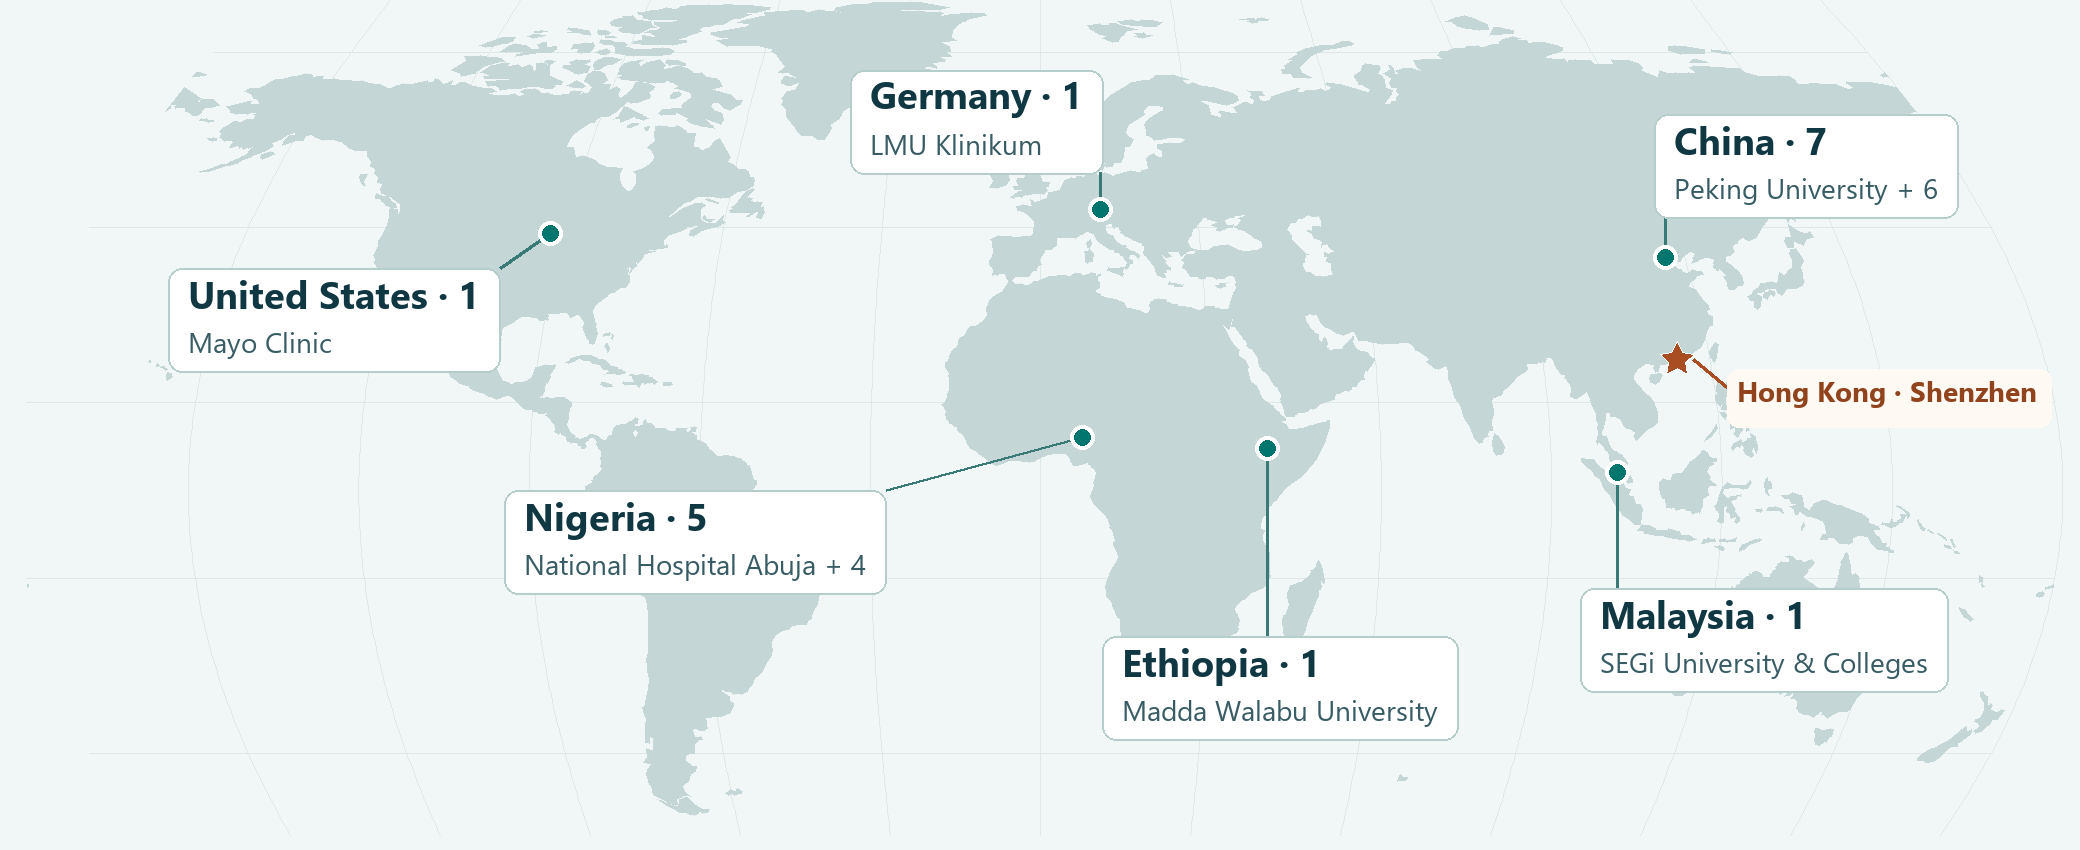 Germany · 1
LMU Klinikum
China · 7
Peking University + 6
United States · 1
Mayo Clinic
Hong Kong · Shenzhen
Nigeria · 5
National Hospital Abuja + 4
Malaysia · 1
SEGi University & Colleges
Ethiopia · 1
Madda Walabu University